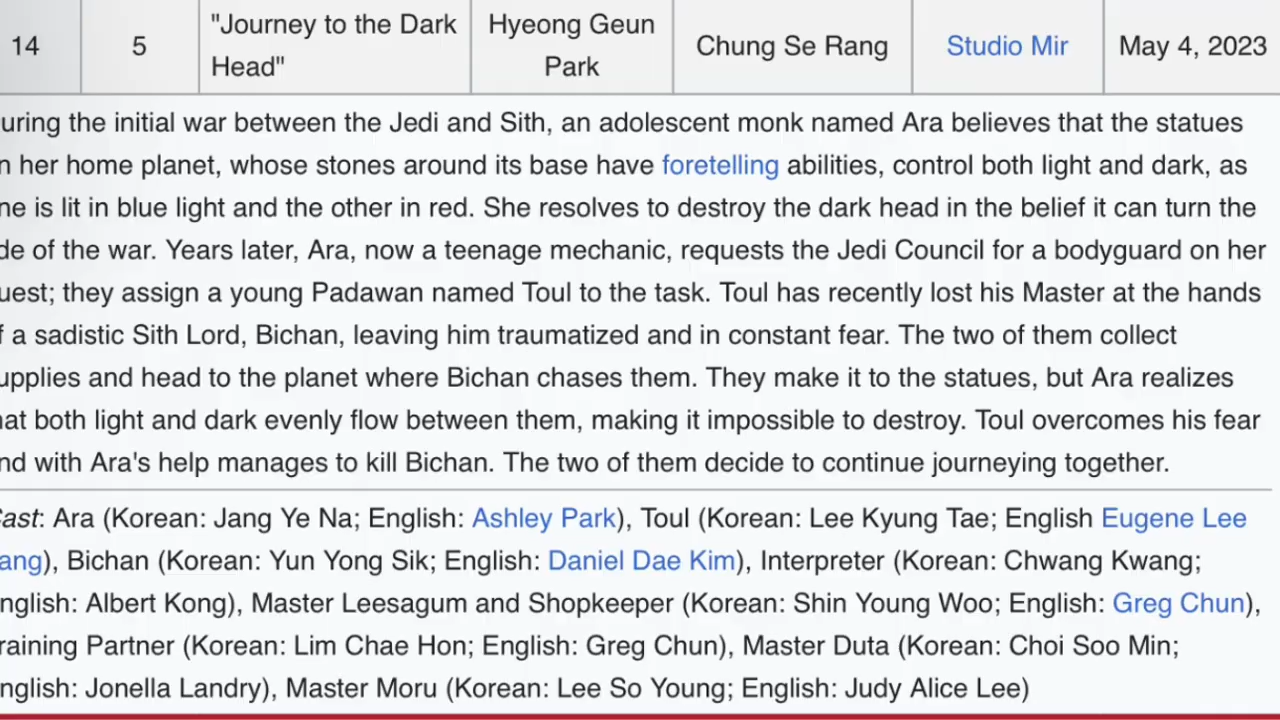 14 5 "Journey to the Dark Head" Hyeong Geun Park Chung Se Rang Studio Mir May 4, 2023
uring the initial war between the Jedi and Sith, an adolescent monk named Ara believes that the statues
n her home planet, whose stones around its base have foretelling abilities, control both light and dark, as
ne is lit in blue light and the other in red. She resolves to destroy the dark head in the belief it can turn the
de of the war. Years later, Ara, now a teenage mechanic, requests the Jedi Council for a bodyguard on her
uest; they assign a young Padawan named Toul to the task. Toul has recently lost his Master at the hands
f a sadistic Sith Lord, Bichan, leaving him traumatized and in constant fear. The two of them collect
upplies and head to the planet where Bichan chases them. They make it to the statues, but Ara realizes
hat both light and dark evenly flow between them, making it impossible to destroy. Toul overcomes his fear
nd with Ara's help manages to kill Bichan. The two of them decide to continue journeying together.
Cast: Ara (Korean: Jang Ye Na; English: Ashley Park), Toul (Korean: Lee Kyung Tae; English Eugene Lee
ang), Bichan (Korean: Yun Yong Sik; English: Daniel Dae Kim), Interpreter (Korean: Chwang Kwang;
nglish: Albert Kong), Master Leesagum and Shopkeeper (Korean: Shin Young Woo; English: Greg Chun),
raining Partner (Korean: Lim Chae Hon; English: Greg Chun), Master Duta (Korean: Choi Soo Min;
nglish: Jonella Landry), Master Moru (Korean: Lee So Young; English: Judy Alice Lee)